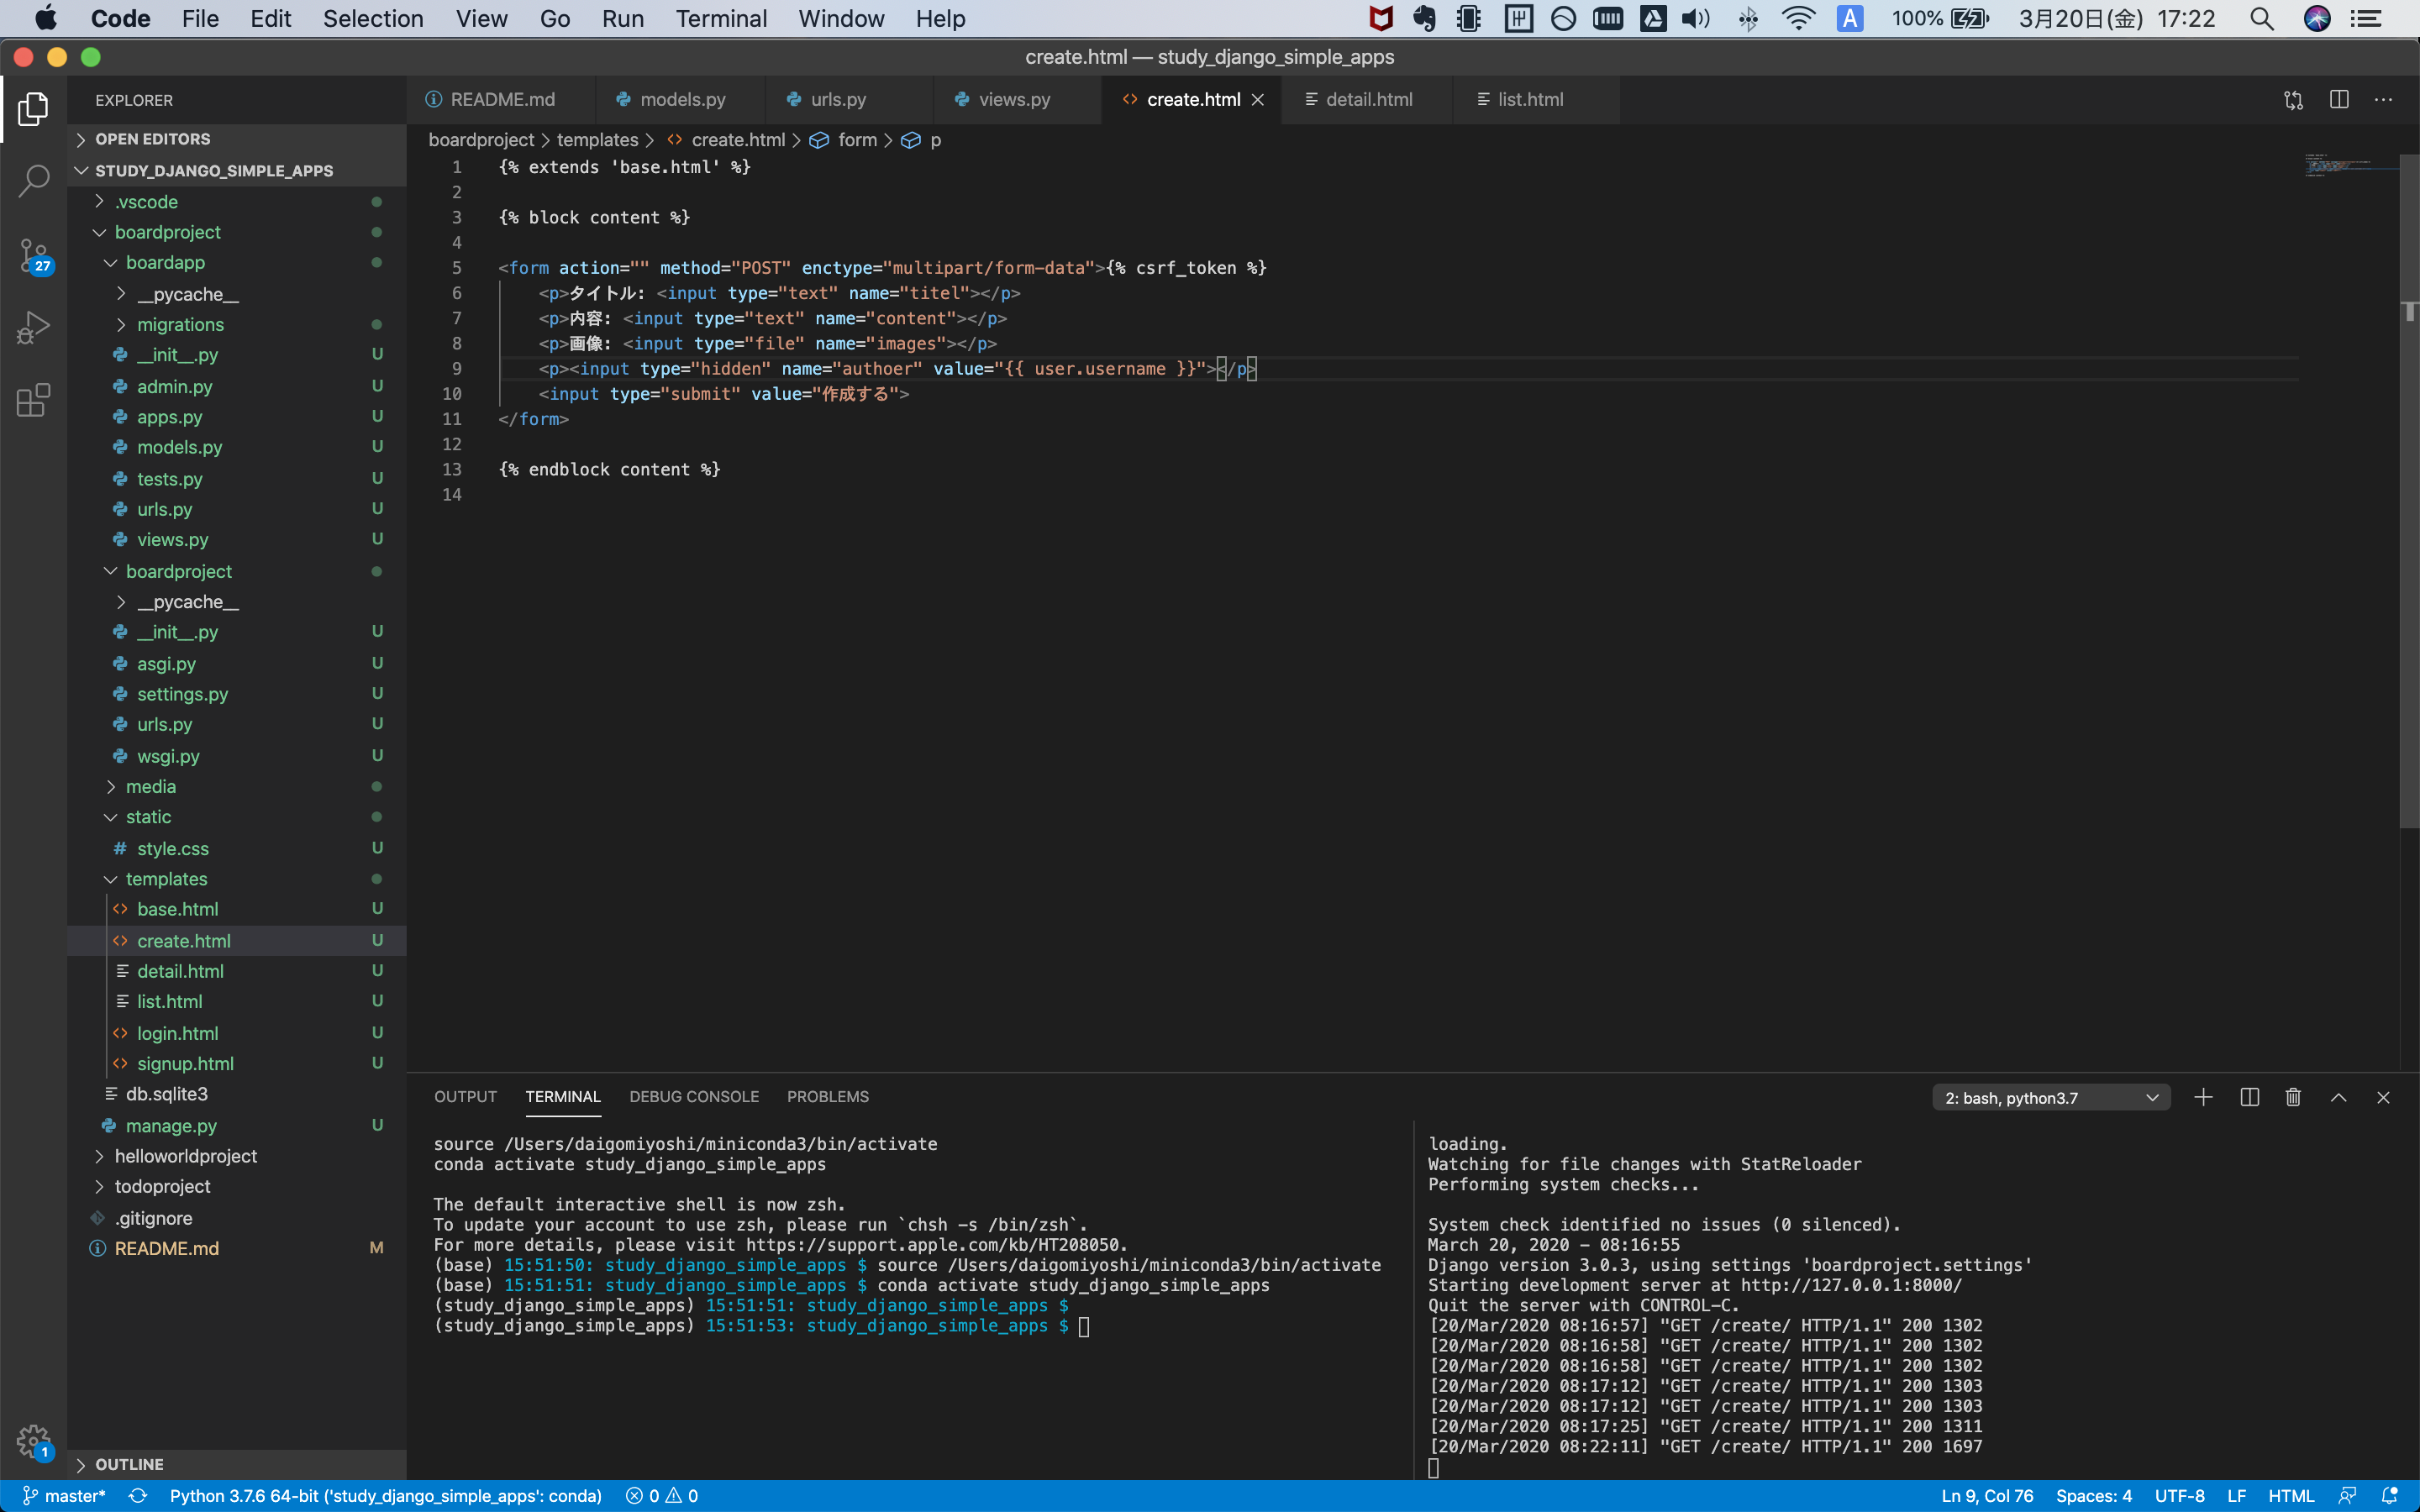 Code File Edit Selection View Go Run Terminal Window Help A 100% 3月20日(金) 17:22
create.html — study_django_simple_apps
EXPLORER
OPEN EDITORS
STUDY_DJANGO_SIMPLE_APPS
.vscode
boardproject
boardapp
__pycache__
migrations
__init__.py U
admin.py U
apps.py U
models.py U
tests.py U
urls.py U
views.py U
boardproject
__pycache__
__init__.py U
asgi.py U
settings.py U
urls.py U
wsgi.py U
media
static
# style.css U
templates
base.html U
create.html U
detail.html U
list.html U
login.html U
signup.html U
db.sqlite3
manage.py U
helloworldproject
todoproject
.gitignore
README.md M
OUTLINE
27
1
README.md models.py urls.py views.py create.html detail.html list.html
boardproject > templates > create.html > form > p
1 {% extends 'base.html' %}
2
3 {% block content %}
4
5 <form action="" method="POST" enctype="multipart/form-data">{% csrf_token %}
6 <p>タイトル: <input type="text" name="titel"></p>
7 <p>内容: <input type="text" name="content"></p>
8 <p>画像: <input type="file" name="images"></p>
9 <p><input type="hidden" name="authoer" value="{{ user.username }}"></p>
10 <input type="submit" value="作成する">
11 </form>
12
13 {% endblock content %}
14
OUTPUT TERMINAL DEBUG CONSOLE PROBLEMS 2: bash, python3.7
source /Users/daigomiyoshi/miniconda3/bin/activate
conda activate study_django_simple_apps
The default interactive shell is now zsh.
To update your account to use zsh, please run `chsh -s /bin/zsh`.
For more details, please visit https://support.apple.com/kb/HT208050.
(base) 15:51:50: study_django_simple_apps $ source /Users/daigomiyoshi/miniconda3/bin/activate
(base) 15:51:51: study_django_simple_apps $ conda activate study_django_simple_apps
(study_django_simple_apps) 15:51:51: study_django_simple_apps $
(study_django_simple_apps) 15:51:53: study_django_simple_apps $
loading.
Watching for file changes with StatReloader
Performing system checks...
System check identified no issues (0 silenced).
March 20, 2020 - 08:16:55
Django version 3.0.3, using settings 'boardproject.settings'
Starting development server at http://127.0.0.1:8000/
Quit the server with CONTROL-C.
[20/Mar/2020 08:16:57] "GET /create/ HTTP/1.1" 200 1302
[20/Mar/2020 08:16:58] "GET /create/ HTTP/1.1" 200 1302
[20/Mar/2020 08:16:58] "GET /create/ HTTP/1.1" 200 1302
[20/Mar/2020 08:17:12] "GET /create/ HTTP/1.1" 200 1303
[20/Mar/2020 08:17:12] "GET /create/ HTTP/1.1" 200 1303
[20/Mar/2020 08:17:25] "GET /create/ HTTP/1.1" 200 1311
[20/Mar/2020 08:22:11] "GET /create/ HTTP/1.1" 200 1697
master* Python 3.7.6 64-bit ('study_django_simple_apps': conda) 0 0 Ln 9, Col 76 Spaces: 4 UTF-8 LF HTML